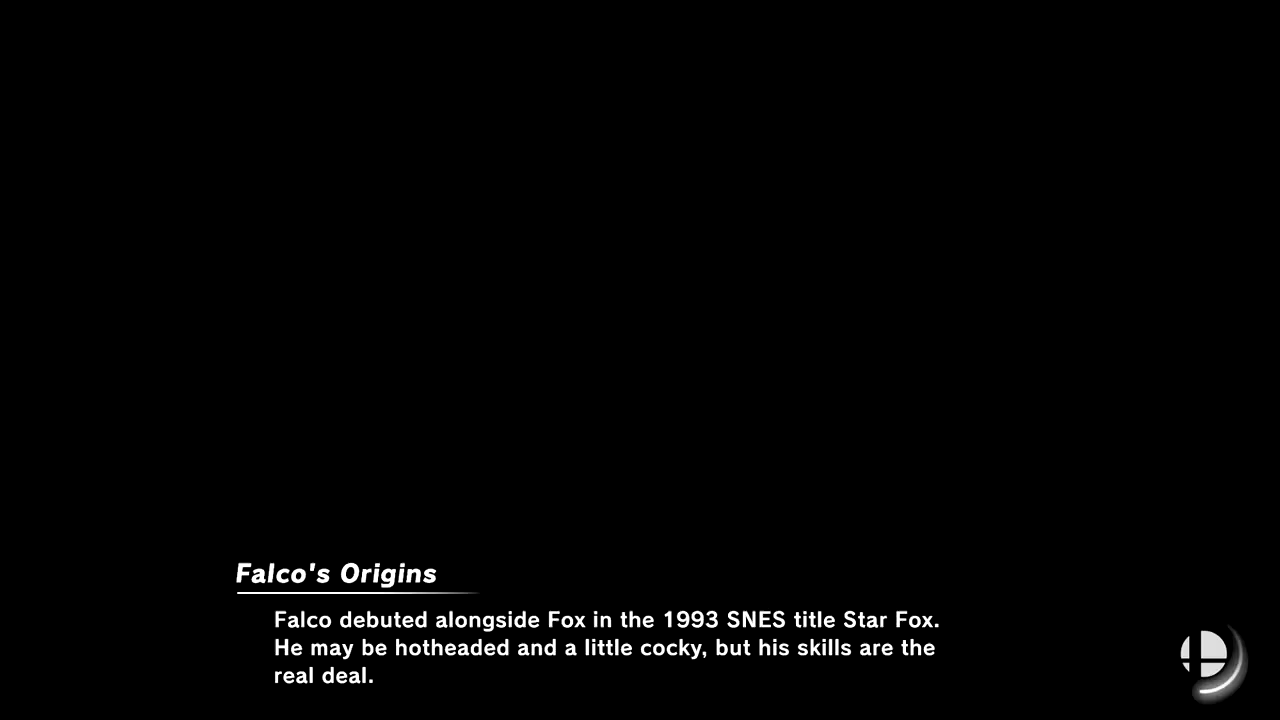 Falco's Origins
Falco debuted alongside Fox in the 1993 SNES title Star Fox.
He may be hotheaded and a little cocky, but his skills are the
real deal.